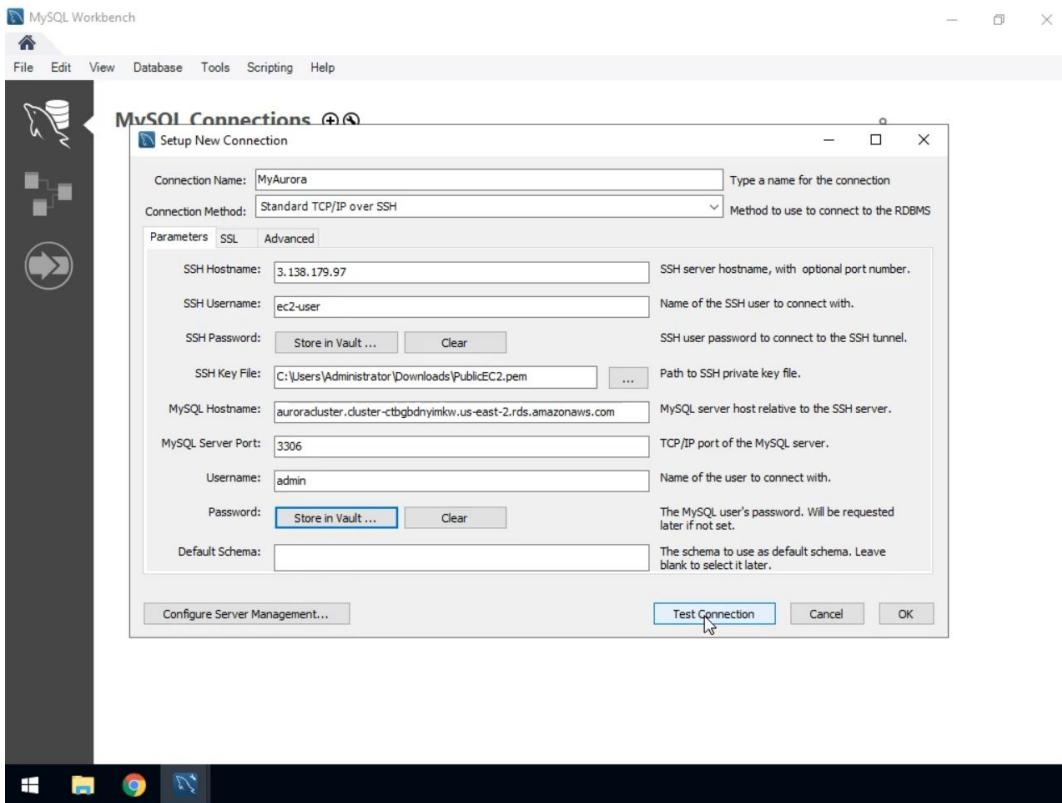 MySQL Workbench
File Edit View Database Tools Scripting Help
MySQL Connections
Setup New Connection
Connection Name: MyAurora Type a name for the connection
Connection Method: Standard TCP/IP over SSH Method to use to connect to the RDBMS
Parameters SSL Advanced
SSH Hostname: 3.138.179.97 SSH server hostname, with optional port number.
SSH Username: ec2-user Name of the SSH user to connect with.
SSH Password: Store in Vault ... Clear SSH user password to connect to the SSH tunnel.
SSH Key File: C:\Users\Administrator\Downloads\PublicEC2.pem ... Path to SSH private key file.
MySQL Hostname: auroracluster.cluster-ctbgbdnyimkw.us-east-2.rds.amazonaws.com MySQL server host relative to the SSH server.
MySQL Server Port: 3306 TCP/IP port of the MySQL server.
Username: admin Name of the user to connect with.
Password: Store in Vault ... Clear The MySQL user's password. Will be requested
later if not set.
Default Schema: The schema to use as default schema. Leave
blank to select it later.
Configure Server Management... Test Connection Cancel OK